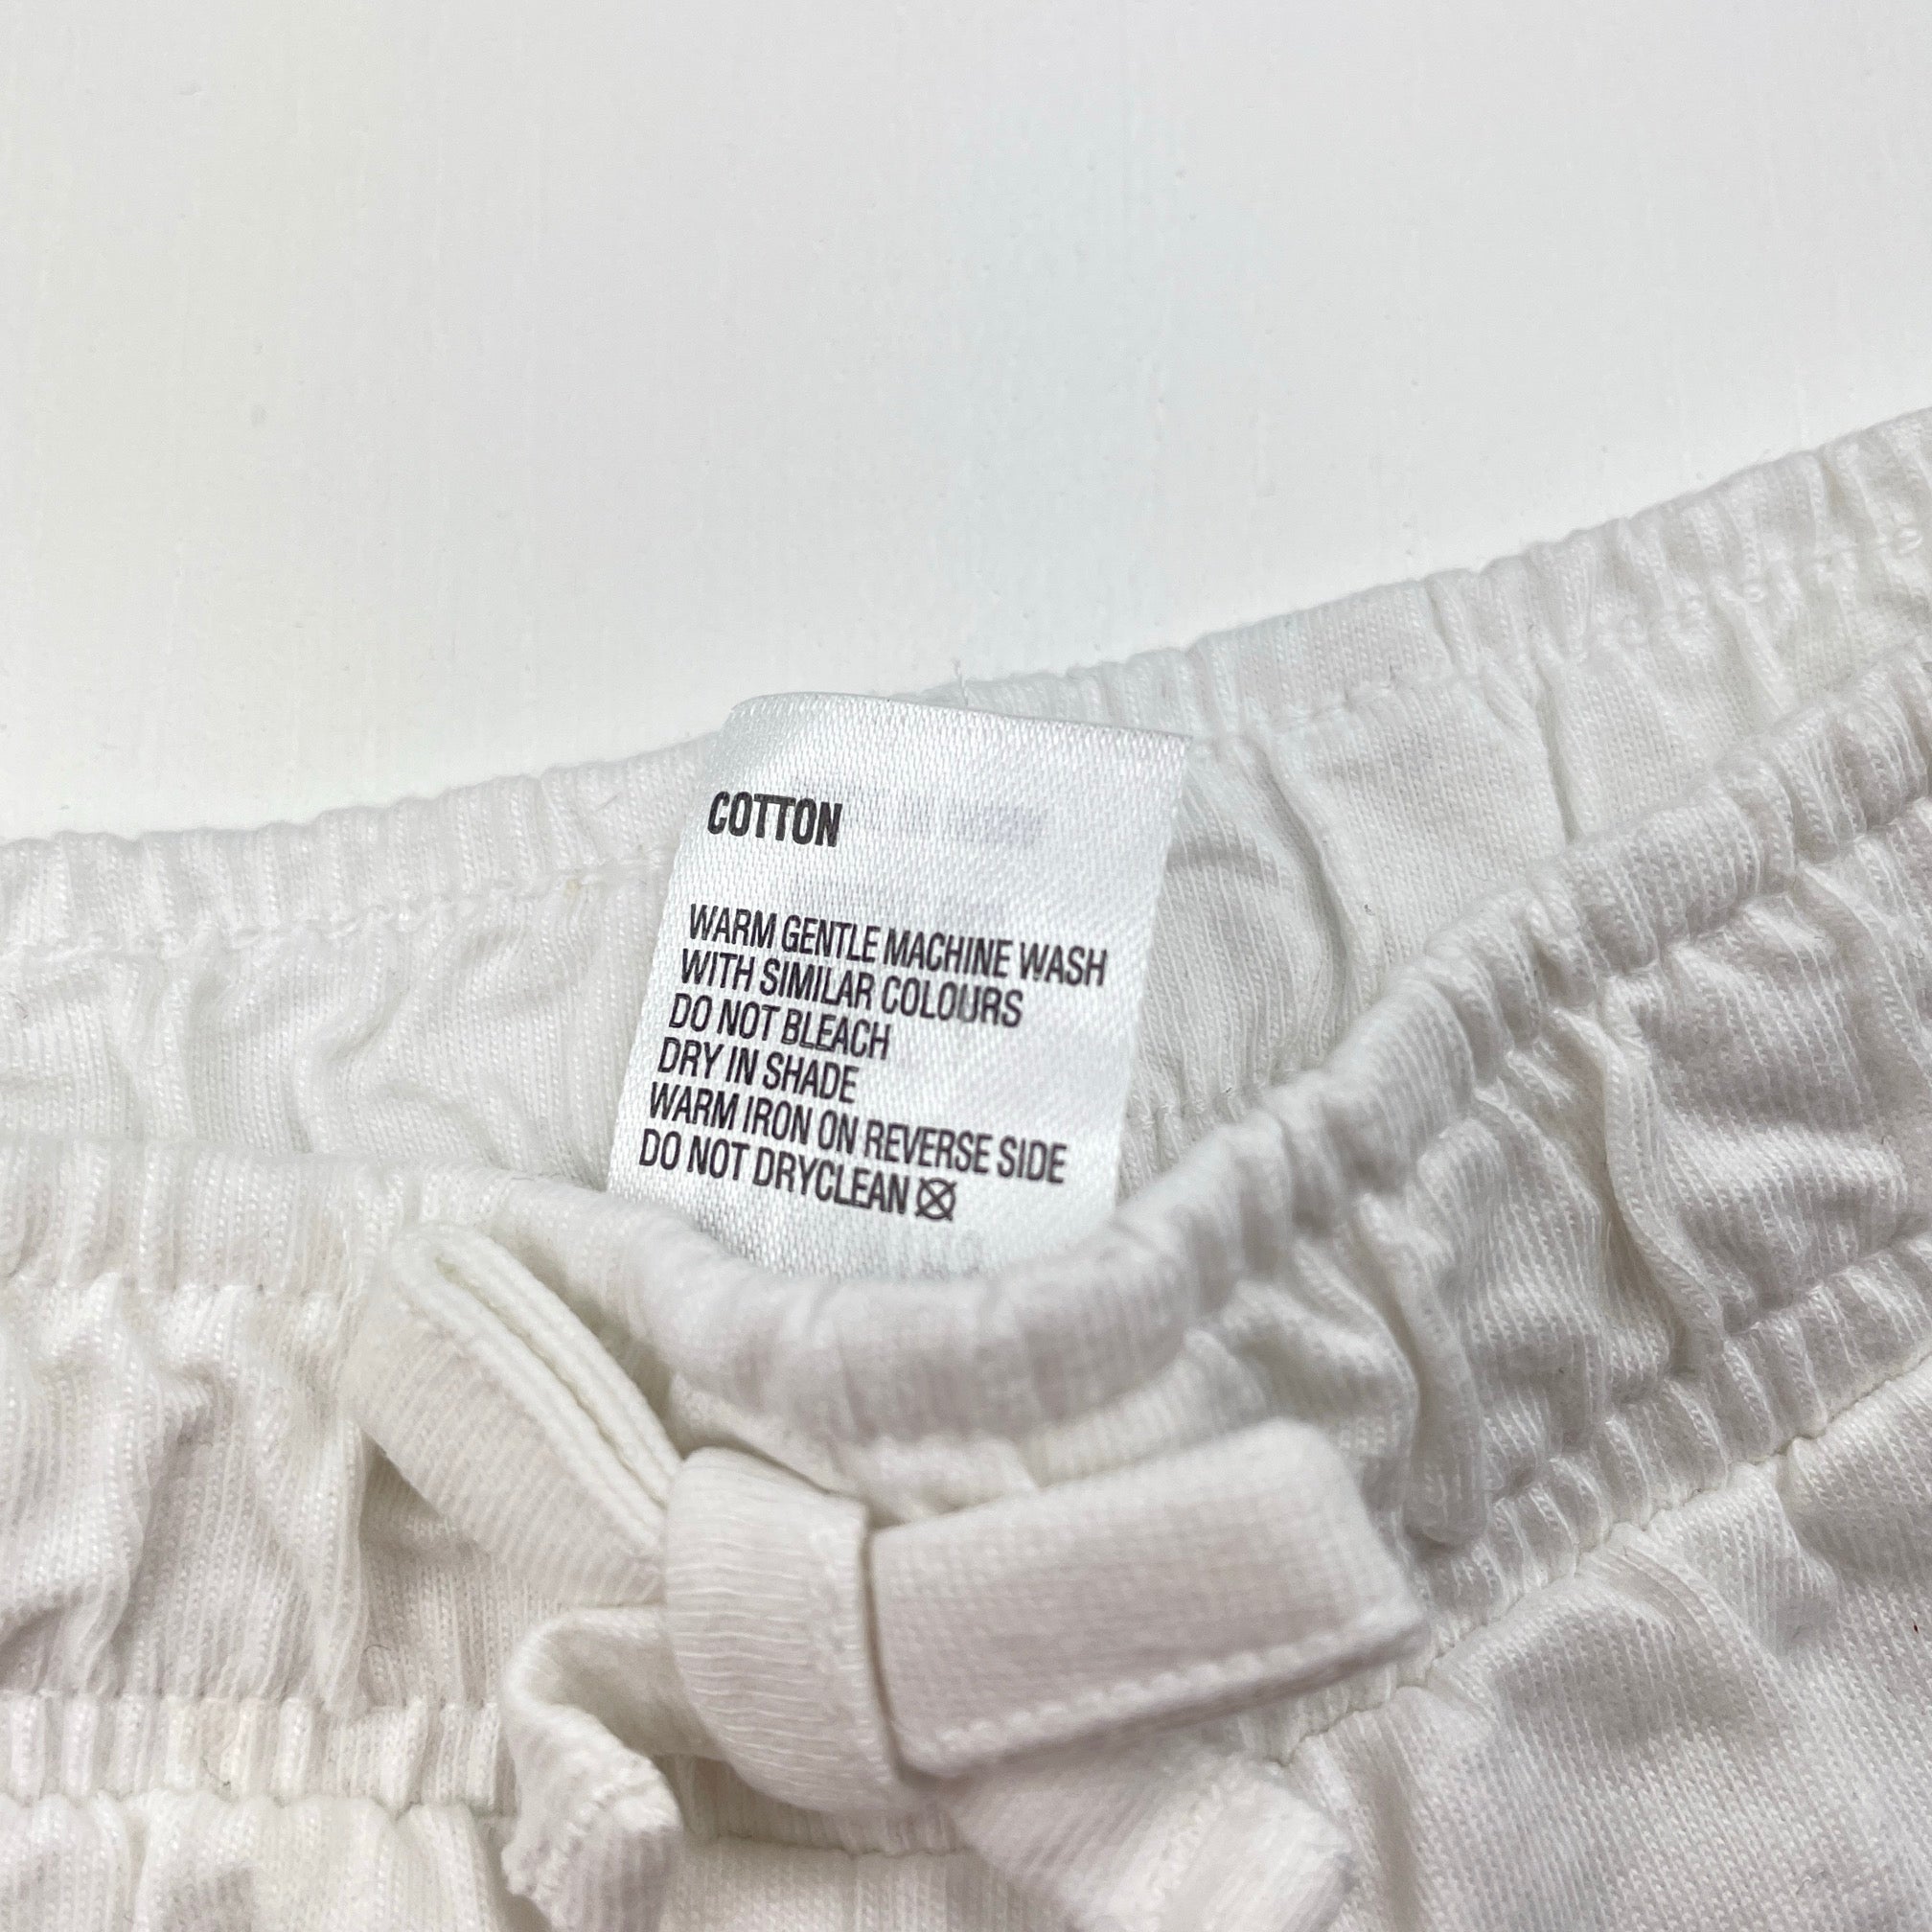 COTTON
WARM GENTLE MACHINE WASH
WITH SIMILAR COLOURS
DO NOT BLEACH
DRY IN SHADE
WARM IRON ON REVERSE SIDE
DO NOT DRYCLEAN